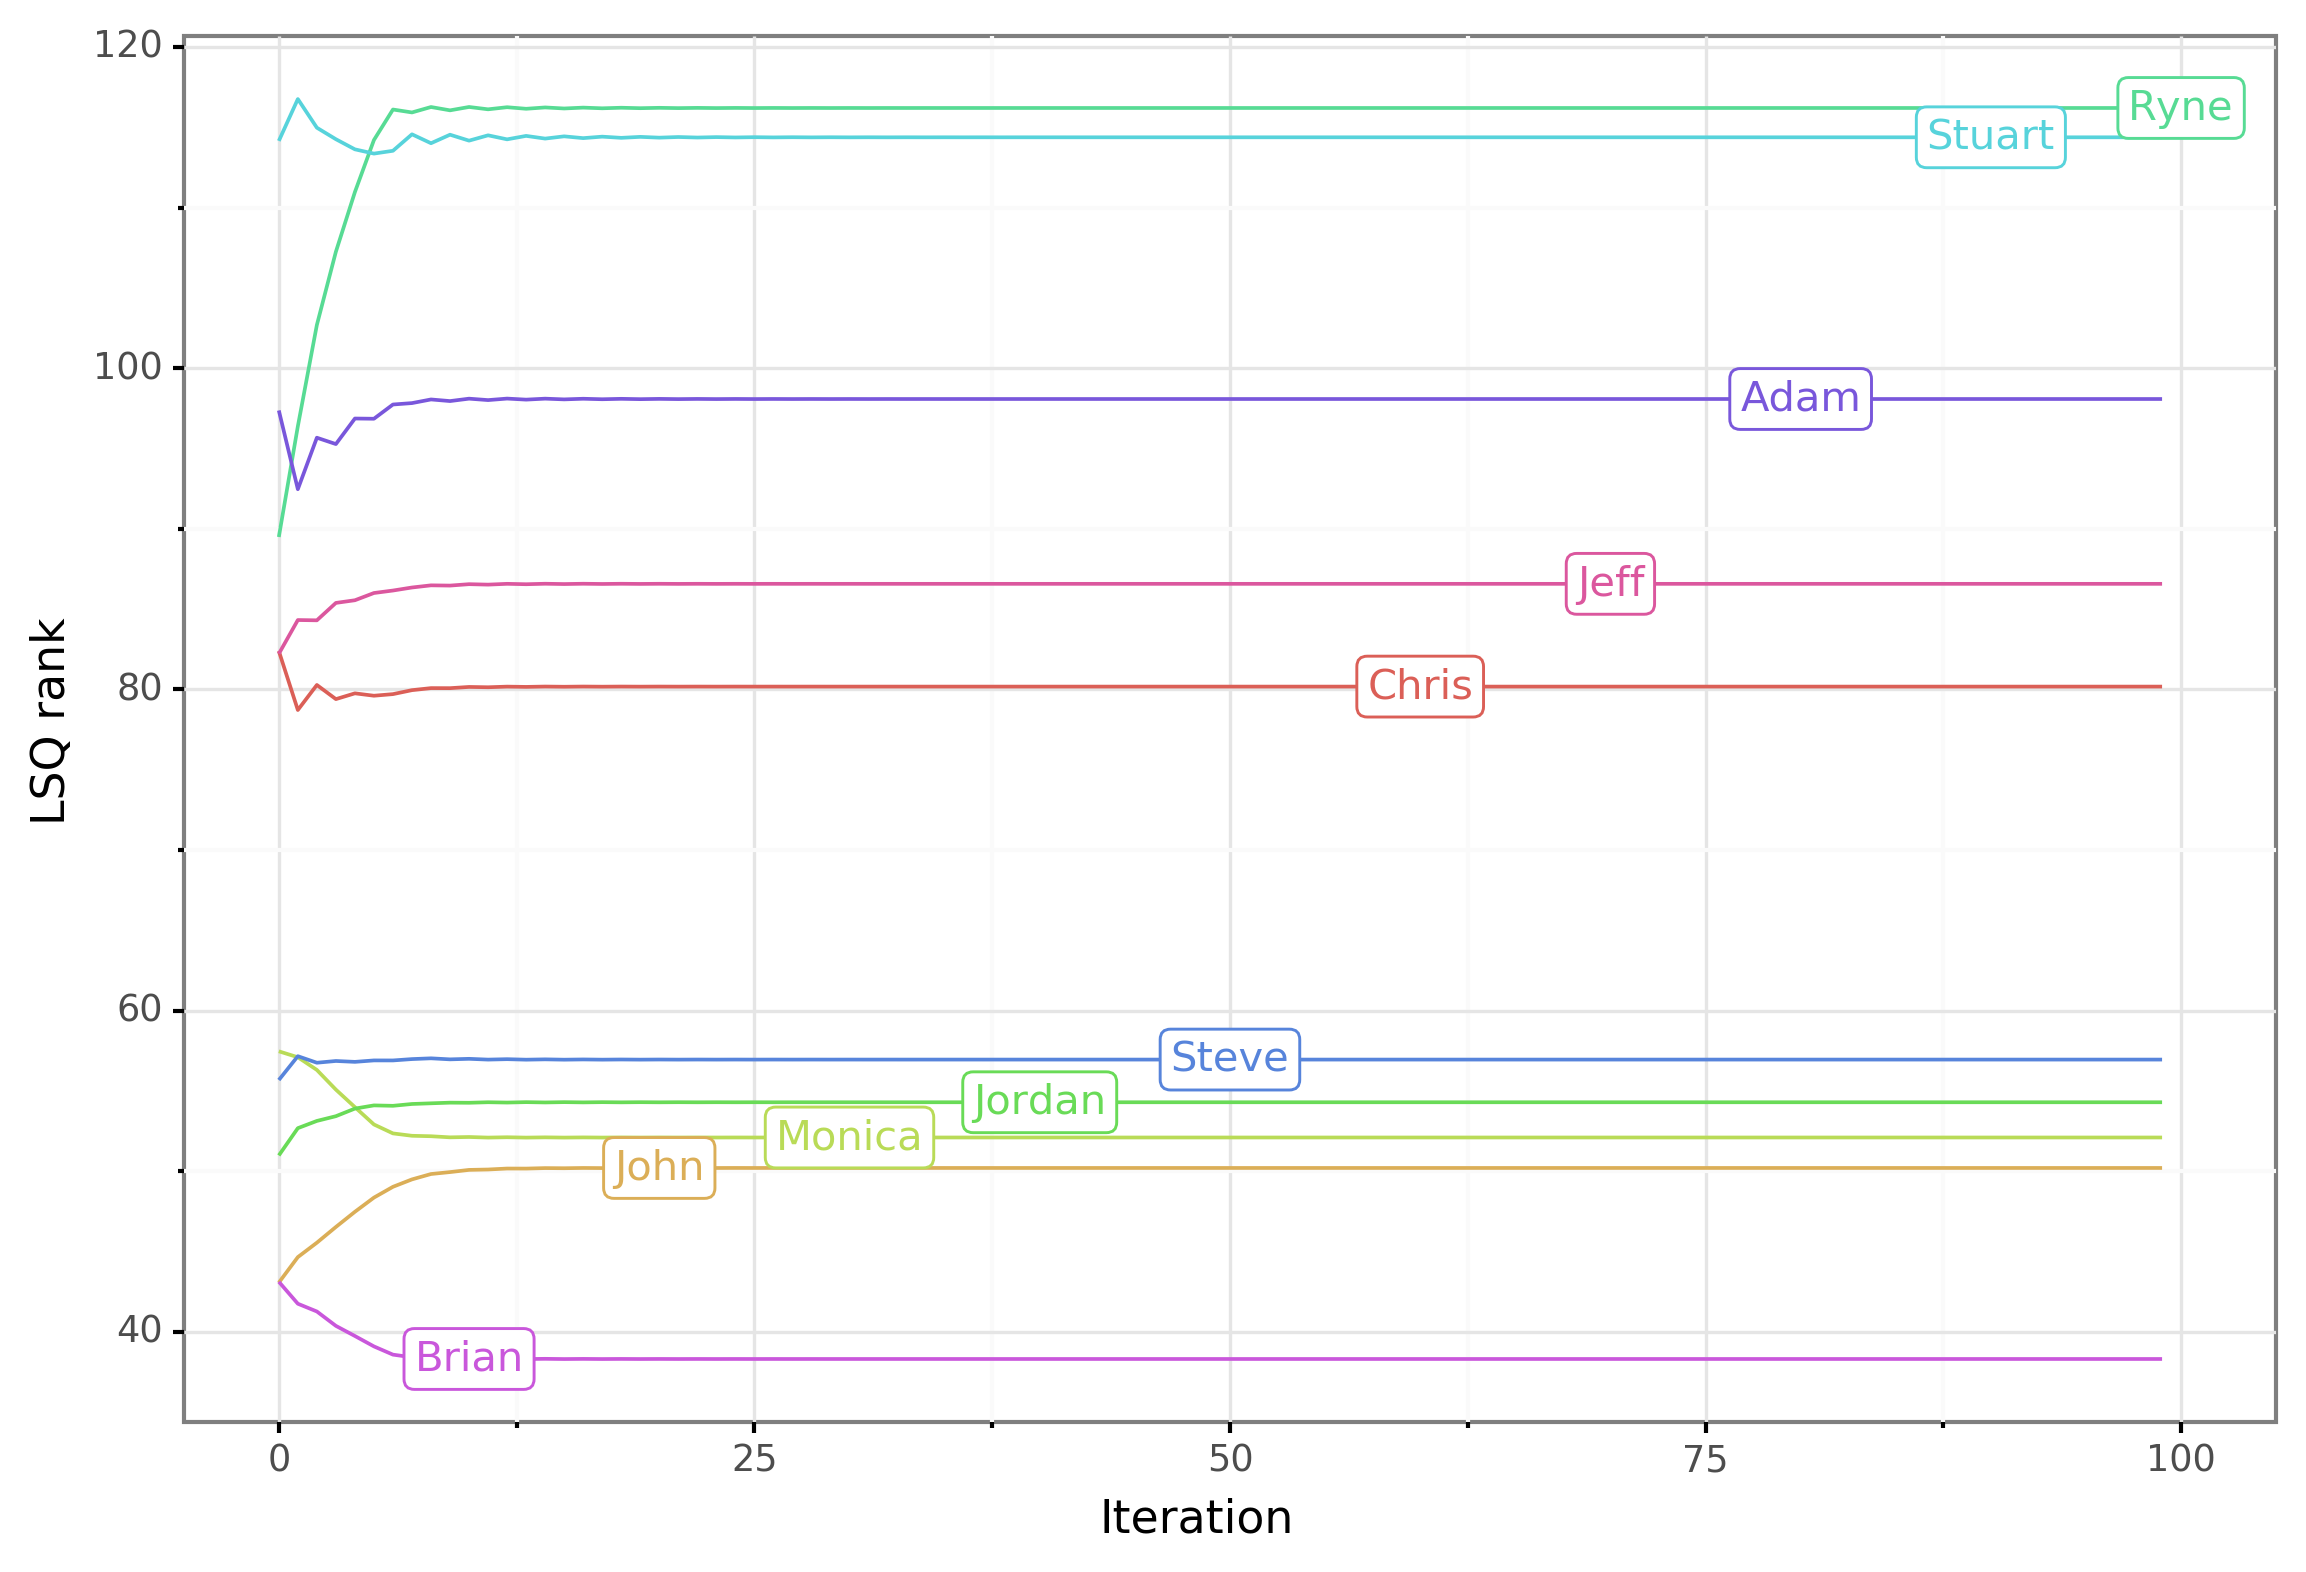 120
Ryne
Stuart
100
Adam
Jeff
LSQ rank
80
Chris
60
Steve
Jordan
Monica
John
40
Brian
0 25 50 75 100
Iteration